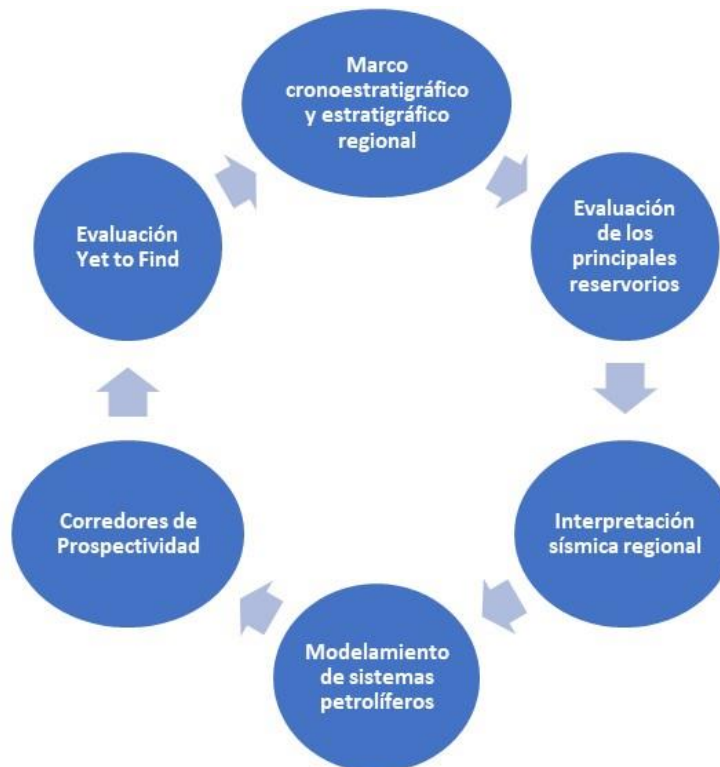 Marco
cronoestratigráfico
y estratigráfico
regional
Evaluación
de los
principales
reservorios
Interpretación
sísmica regional
Modelamiento
de sistemas
petrolíferos
Corredores de
Prospectividad
Evaluación
Yet to Find